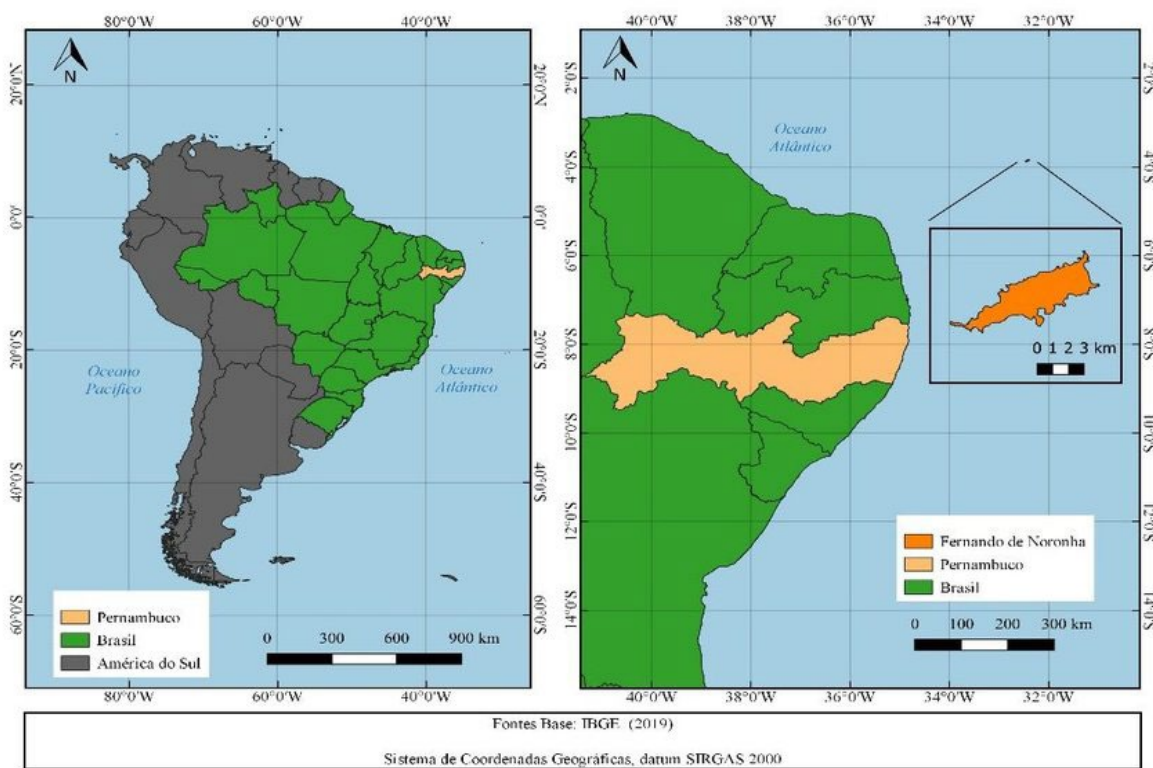 80°0'W 60°0'W 40°0'W
N
20°0'N 20°0'N
0°0' 0°0'
20°0'S 20°0'S
40°0'S 40°0'S
60°0'S 60°0'S
Oceano
Pacífico
Oceano
Atlântico
Pernambuco
Brasil
América do Sul
0 300 600 900 km
80°0'W 60°0'W 40°0'W
40°0'W 38°0'W 36°0'W 34°0'W 32°0'W
N
2°0'S 2°0'S
4°0'S 4°0'S
6°0'S 6°0'S
8°0'S 8°0'S
10°0'S 10°0'S
12°0'S 12°0'S
14°0'S 14°0'S
Oceano
Atlântico
0 1 2 3 km
Fernando de Noronha
Pernambuco
Brasil
0 100 200 300 km
40°0'W 38°0'W 36°0'W 34°0'W 32°0'W
Fontes Base: IBGE (2019)
Sistema de Coordenadas Geográficas, datum SIRGAS 2000